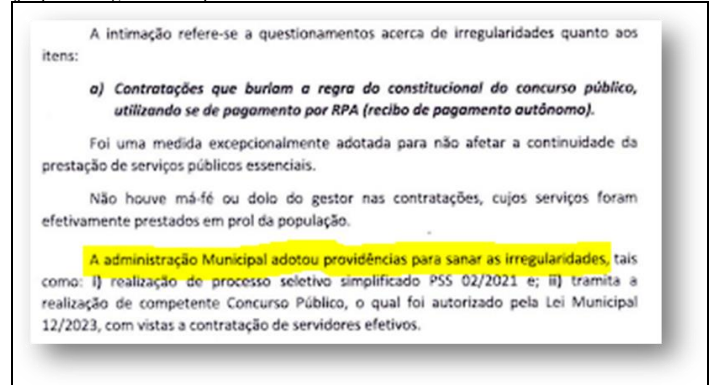 A intimação refere-se a questionamentos acerca de irregularidades quanto aos
itens:
a) Contratações que burlam a regra do constitucional do concurso público,
utilizando se de pagamento por RPA (recibo de pagamento autônomo).
Foi uma medida excepcionalmente adotada para não afetar a continuidade da
prestação de serviços públicos essenciais.
Não houve má-fé ou dolo do gestor nas contratações, cujos serviços foram
efetivamente prestados em prol da população.
A administração Municipal adotou providências para sanar as irregularidades, tais
como: i) realização de processo seletivo simplificado PSS 02/2021 e; ii) tramita a
realização de competente Concurso Público, o qual foi autorizado pela Lei Municipal
12/2023, com vistas a contratação de servidores efetivos.